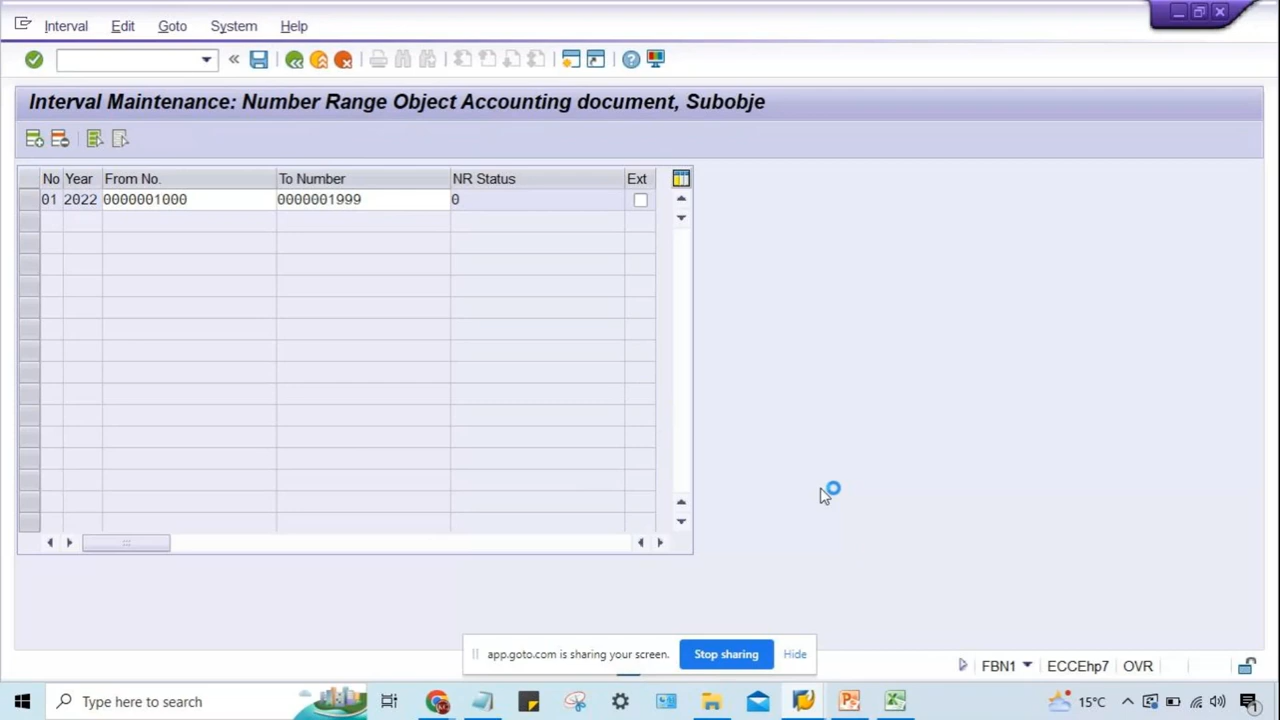 Interval Edit Goto System Help
Interval Maintenance: Number Range Object Accounting document, Subobje
No Year From No. To Number NR Status Ext
01 2022 0000001000 0000001999 0
app.goto.com is sharing your screen. Stop sharing Hide
FBN1 ECCEhp7 OVR
Type here to search 15°C 1